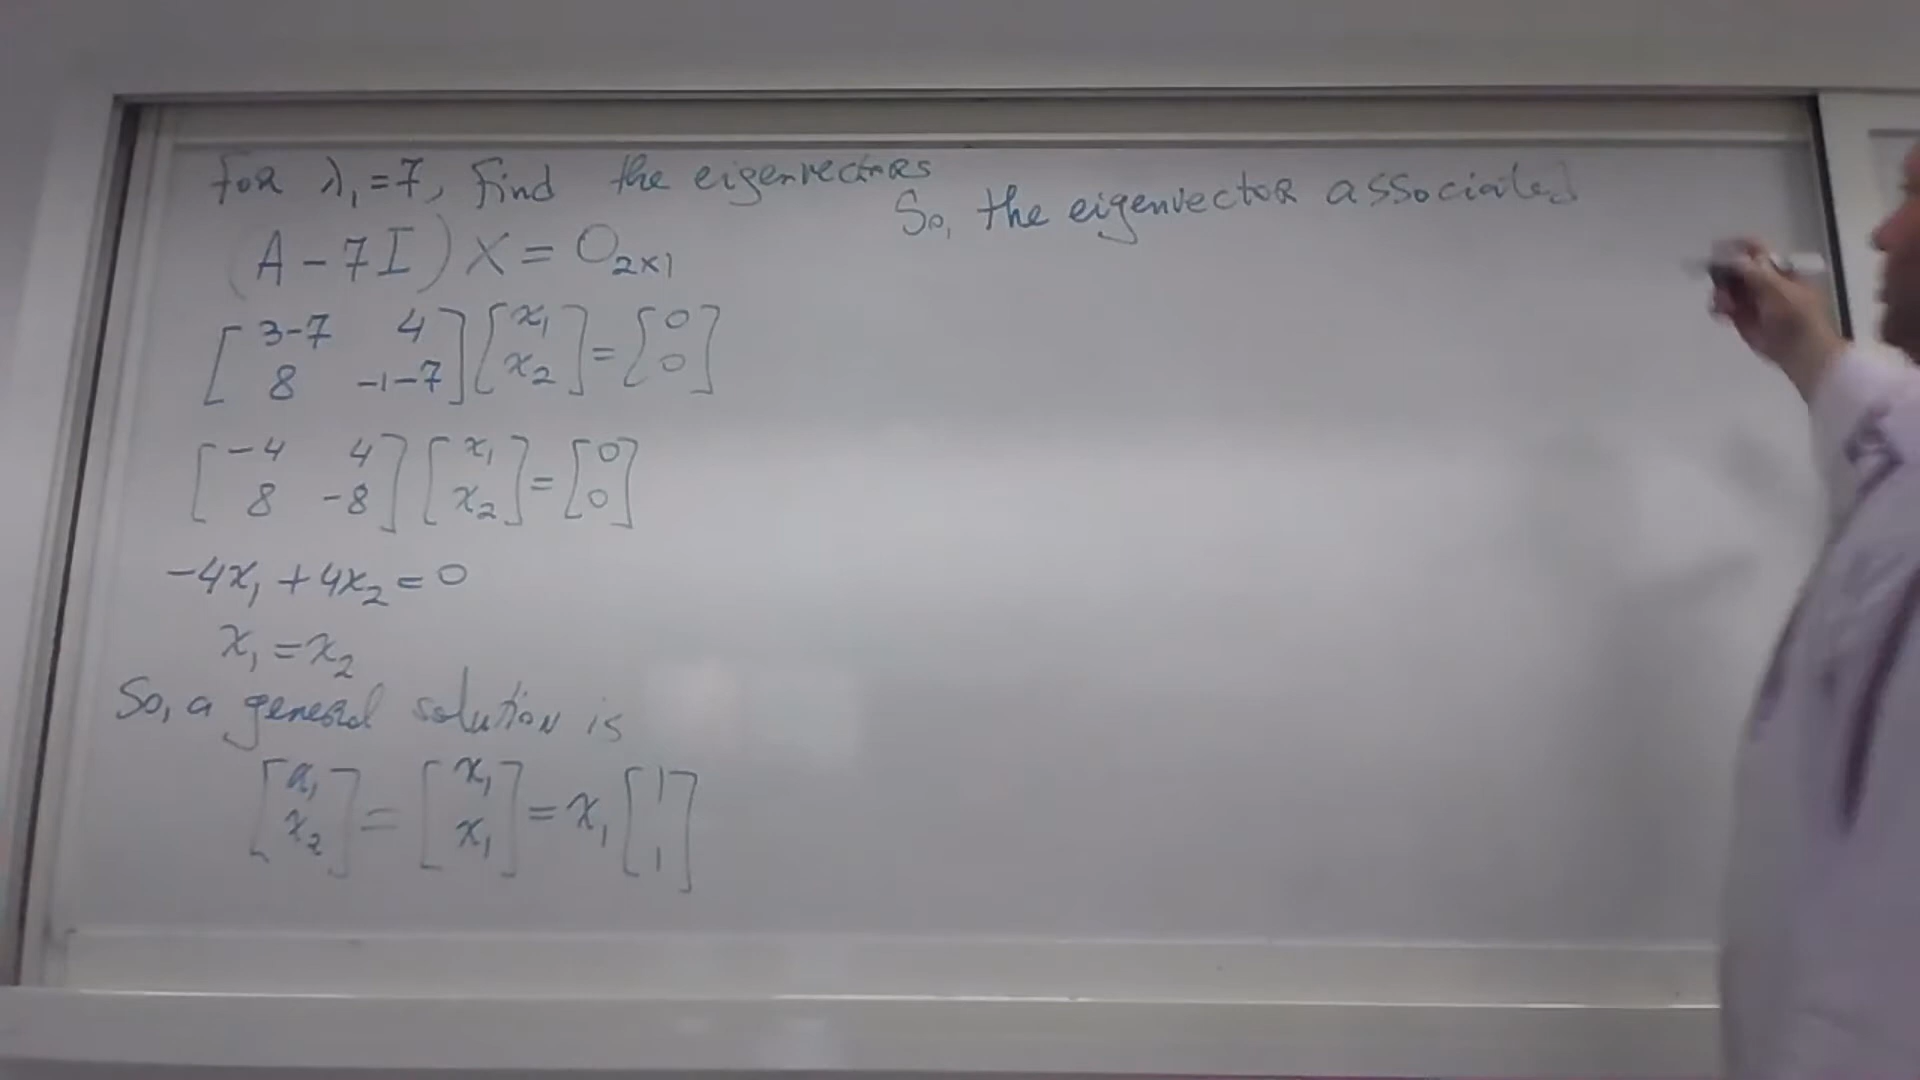 For λ₁=7, Find the eigenvectors
(A-7I)X=O₂ₓ₁
[3-7 4] [x₁] = [0]
[8 -1-7] [x₂] [0]
[-4 4] [x₁] = [0]
[8 -8] [x₂] [0]
-4x₁+4x₂=0
x₁=x₂
So, a general solution is
[x₁] = [x₁] = x₁ [1]
[x₂] [x₁] [1]
So, the eigenvector associated